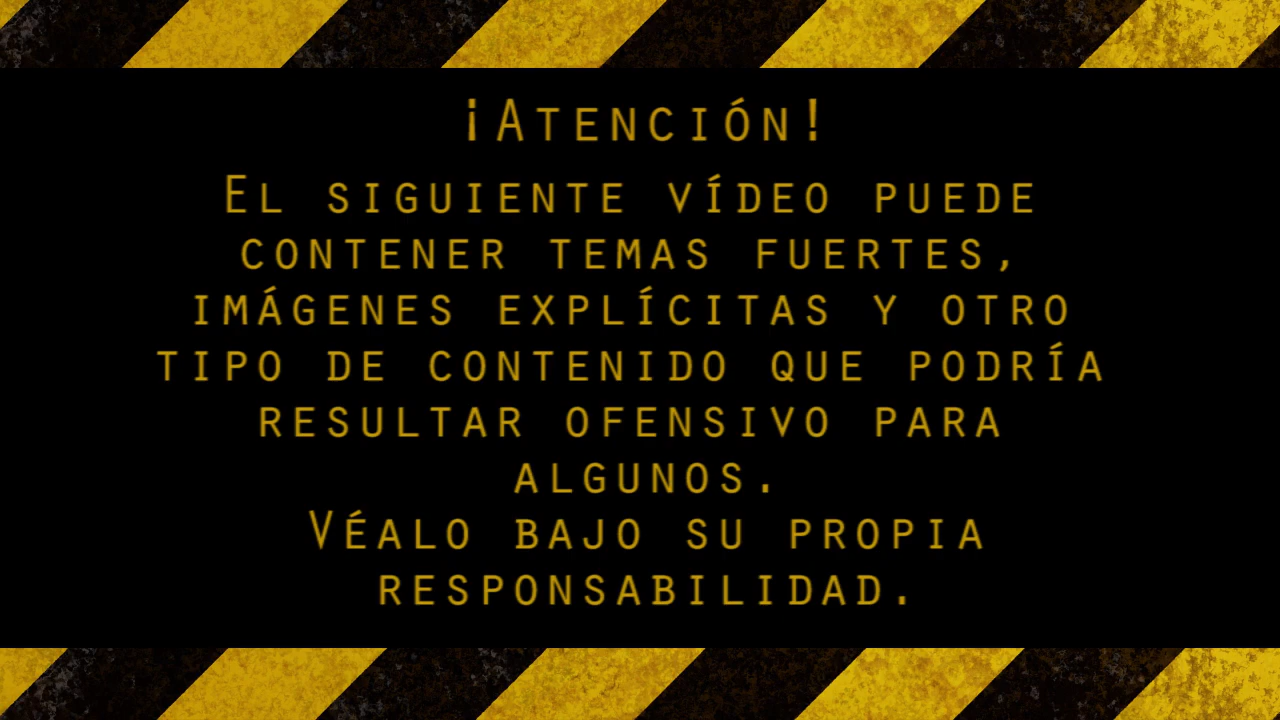 ¡Atención!
El siguiente vídeo puede
contener temas fuertes,
imágenes explícitas y otro
tipo de contenido que podría
resultar ofensivo para
algunos.
Véalo bajo su propia
responsabilidad.